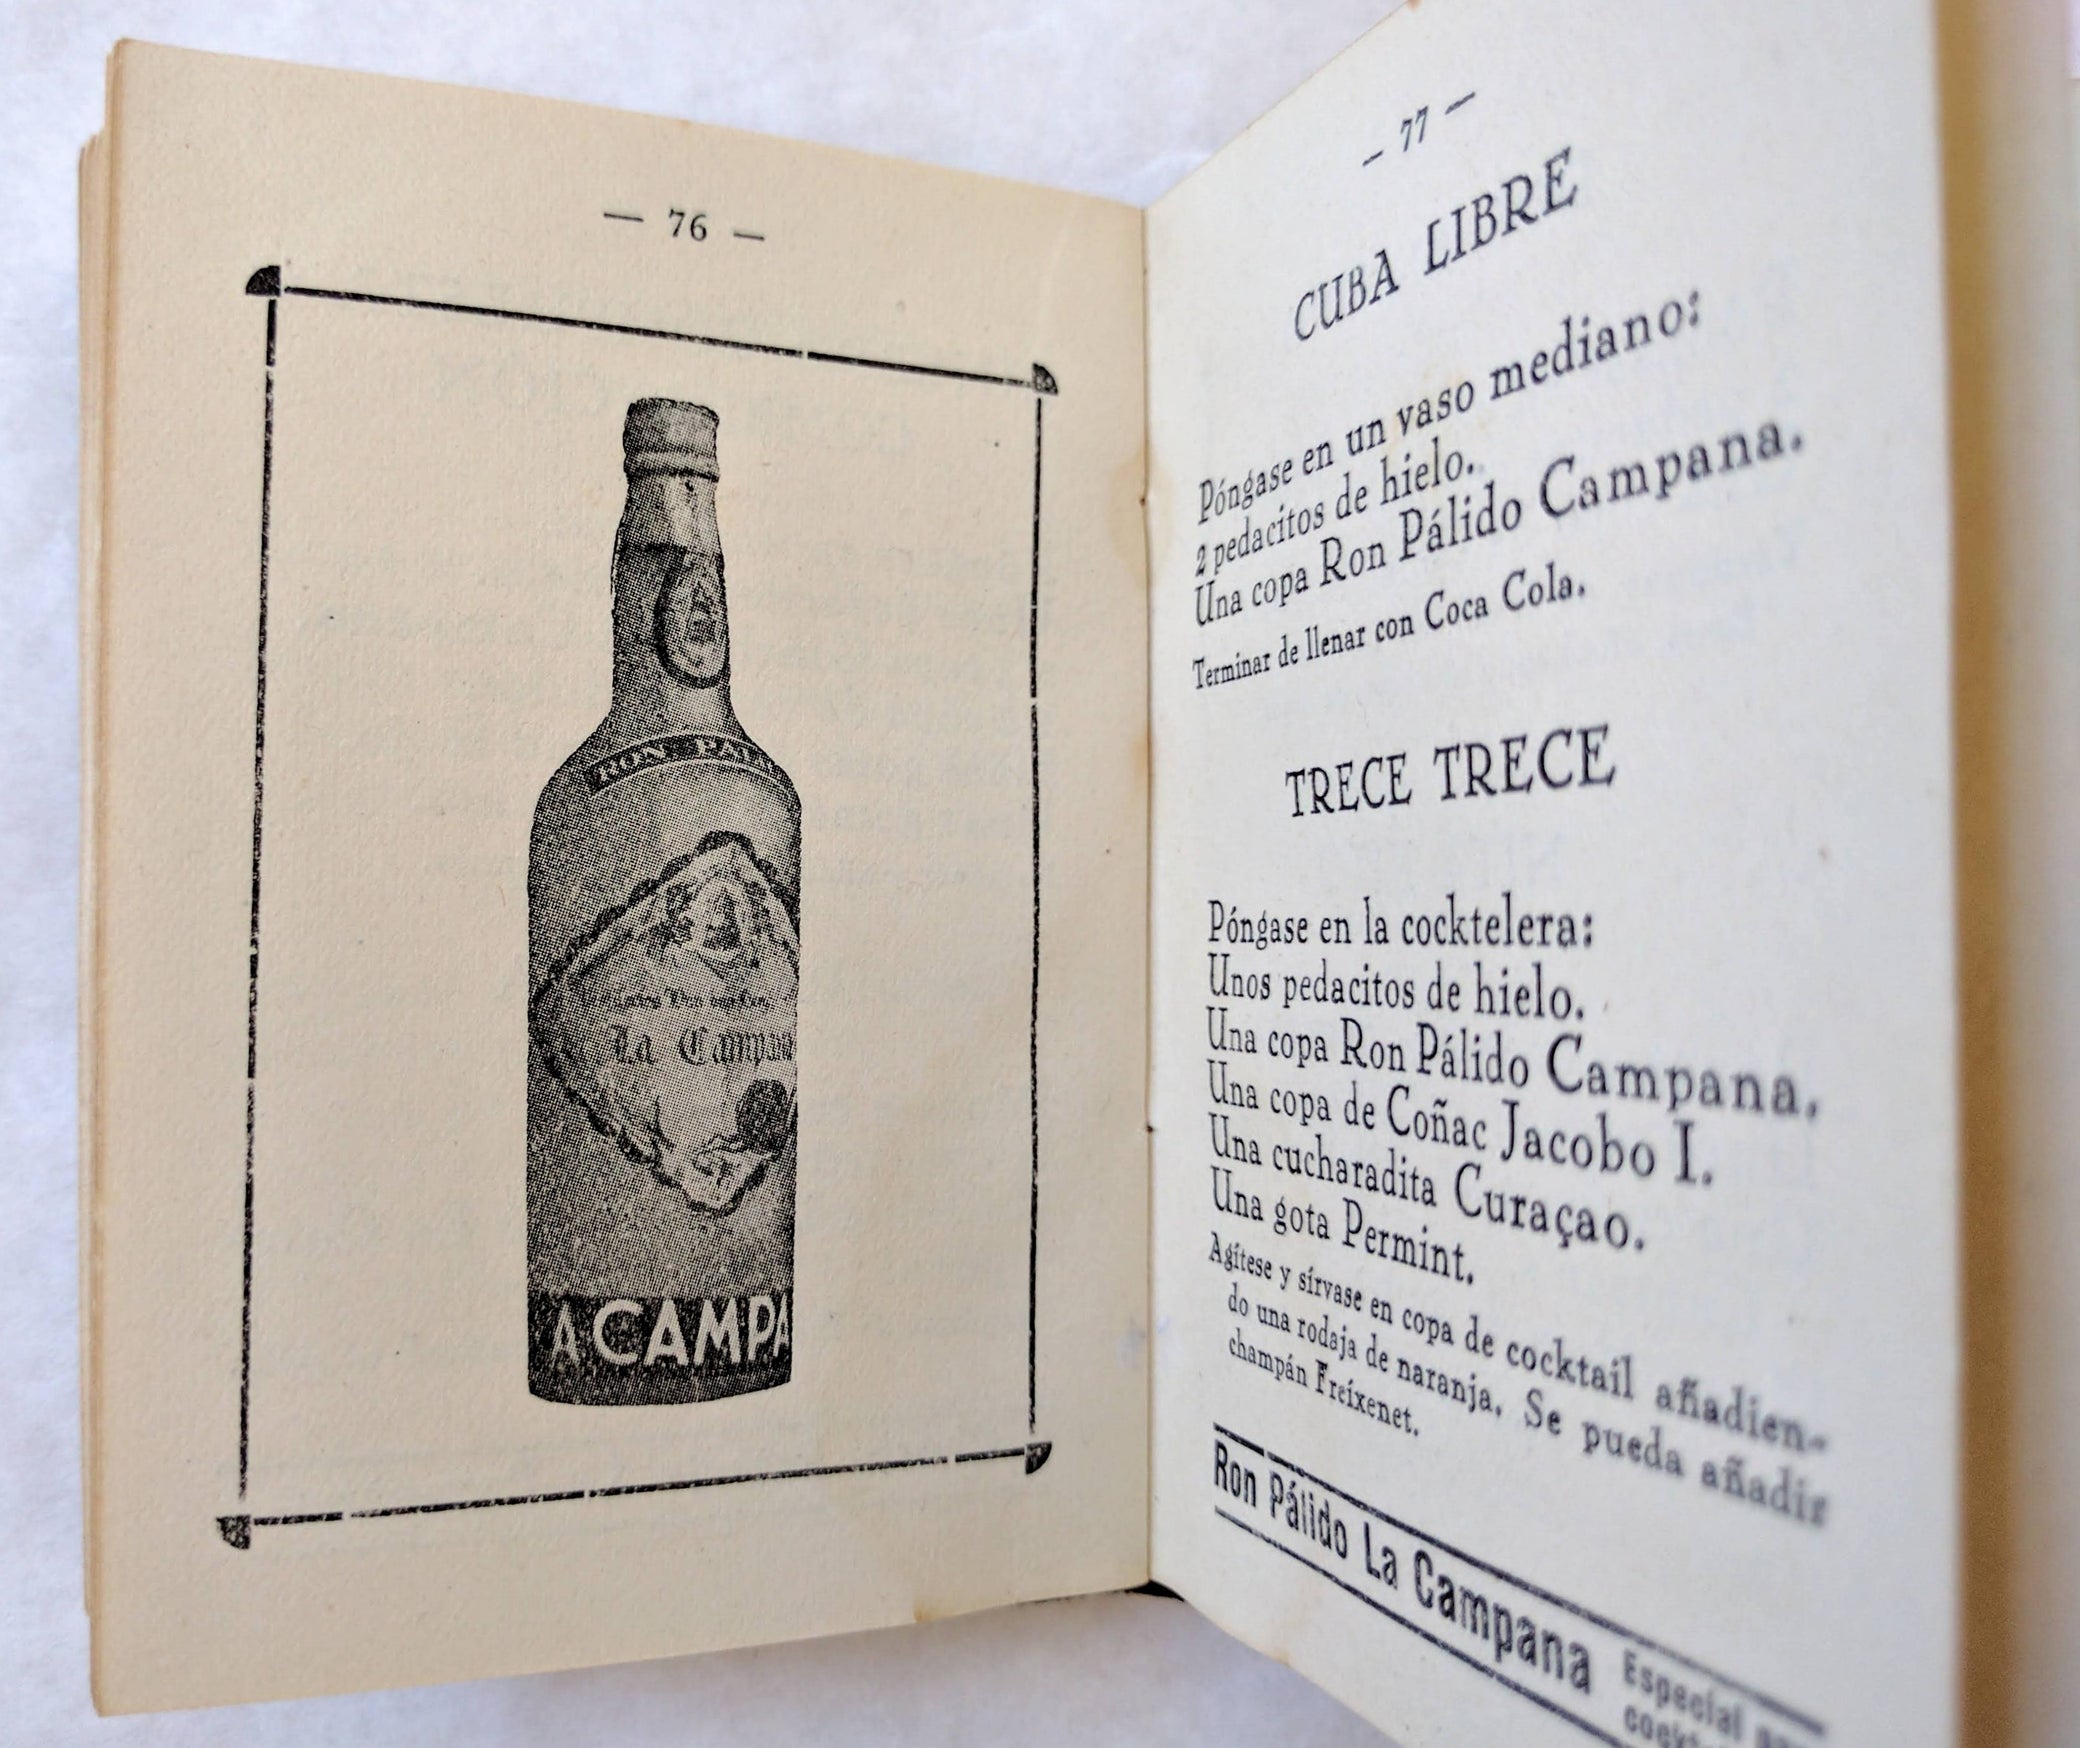 — 76 —
RON PALI
La Campana
A CAMPA
— 77 —
CUBA LIBRE
Póngase en un vaso mediano:
2 pedacitos de hielo.
Una copa Ron Pálido Campana.
Terminar de llenar con Coca Cola.
TRECE TRECE
Póngase en la cocktelera:
Unos pedacitos de hielo.
Una copa Ron Pálido Campana.
Una copa de Coñac Jacobo I.
Una cucharadita Curaçao.
Una gota Permint.
Agítese y sírvase en copa de cocktail añadien-
do una rodaja de naranja. Se pueda añadir
champán Freixenet.
Ron Pálido La Campana
Especial